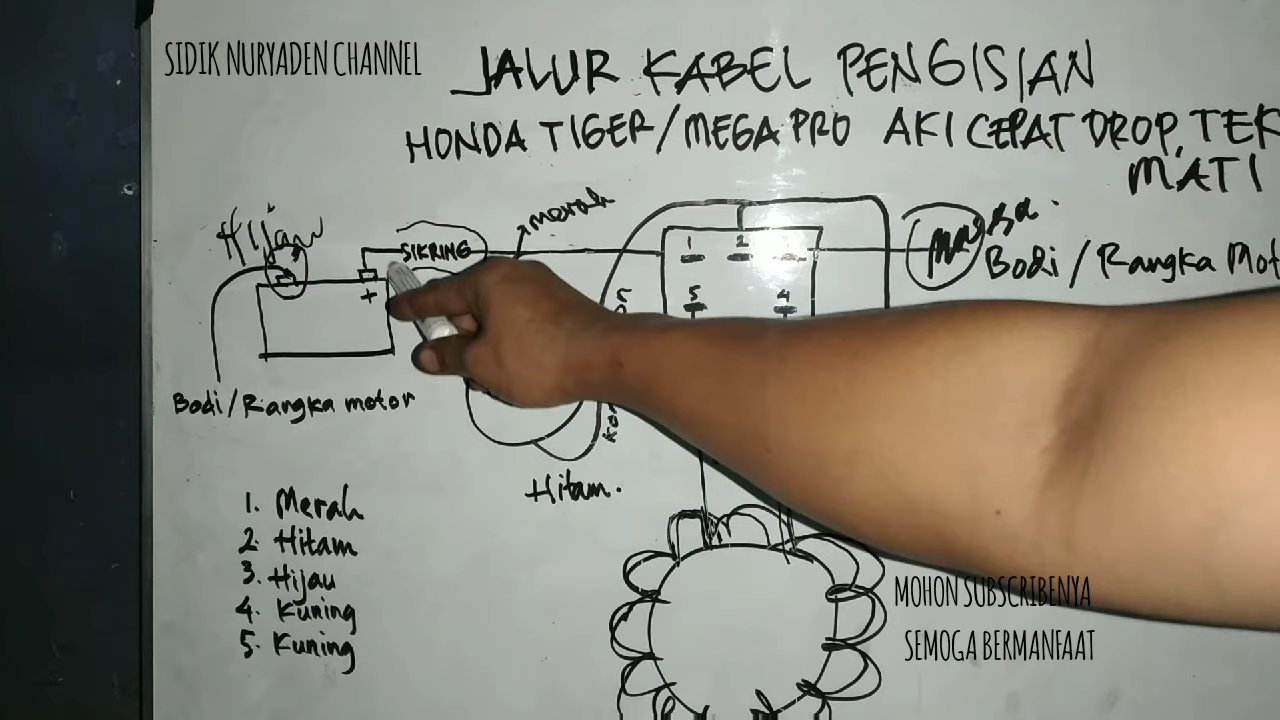 SIDIK NURYADEN CHANNEL
JALUR KABEL PENGISIAN
HONDA TIGER/MEGA PRO AKI CEPAT DROP, TEK
MATI
Hijau
SIKRING
merah
massa
Bodi/Rangka Mot
+
1 2
5 4
Bodi/Rangka motor
Hitam.
1. Merah
2. Hitam
3. Hijau
4. Kuning
5. Kuning
MOHON SUBSCRIBENYA
SEMOGA BERMANFAAT